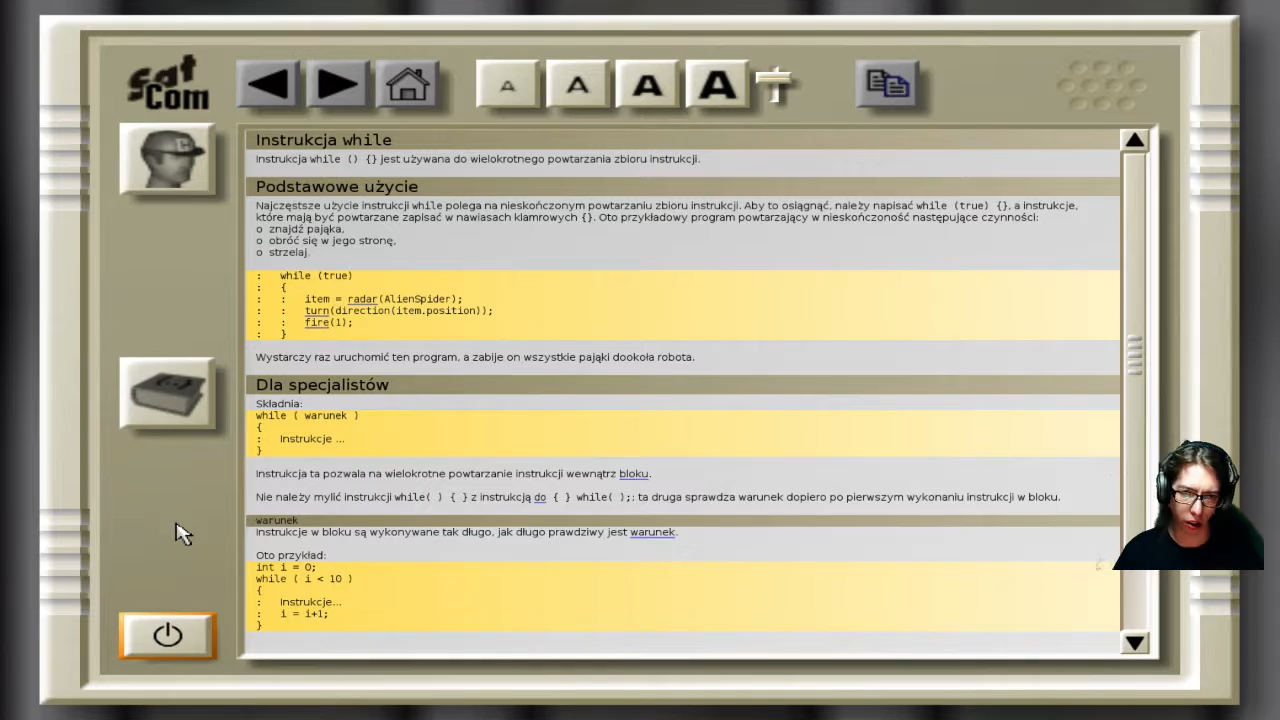 sat
Com
A A A A
Instrukcja while
Instrukcja while () {} jest używana do wielokrotnego powtarzania zbioru instrukcji.
Podstawowe użycie
Najczęstsze użycie instrukcji while polega na nieskończonym powtarzaniu zbioru instrukcji. Aby to osiągnąć, należy napisać while (true) {}, a instrukcje,
które mają być powtarzane zapisać w nawiasach klamrowych {}. Oto przykładowy program powtarzający w nieskończoność następujące czynności:
o znajdź pająka,
o obróć się w jego stronę,
o strzelaj.
: while (true)
: {
: : item = radar(AlienSpider);
: : turn(direction(item.position));
: : fire(1);
: }
Wystarczy raz uruchomić ten program, a zabije on wszystkie pająki dookoła robota.
Dla specjalistów
Składnia:
while ( warunek )
{
: Instrukcje ...
}
Instrukcja ta pozwala na wielokrotne powtarzanie instrukcji wewnątrz bloku.
Nie należy mylić instrukcji while( ) { } z instrukcją do { } while( );: ta druga sprawdza warunek dopiero po pierwszym wykonaniu instrukcji w bloku.
warunek
Instrukcje w bloku są wykonywane tak długo, jak długo prawdziwy jest warunek.
Oto przykład:
int i = 0;
while ( i < 10 )
{
: Instrukcje...
: i = i+1;
}